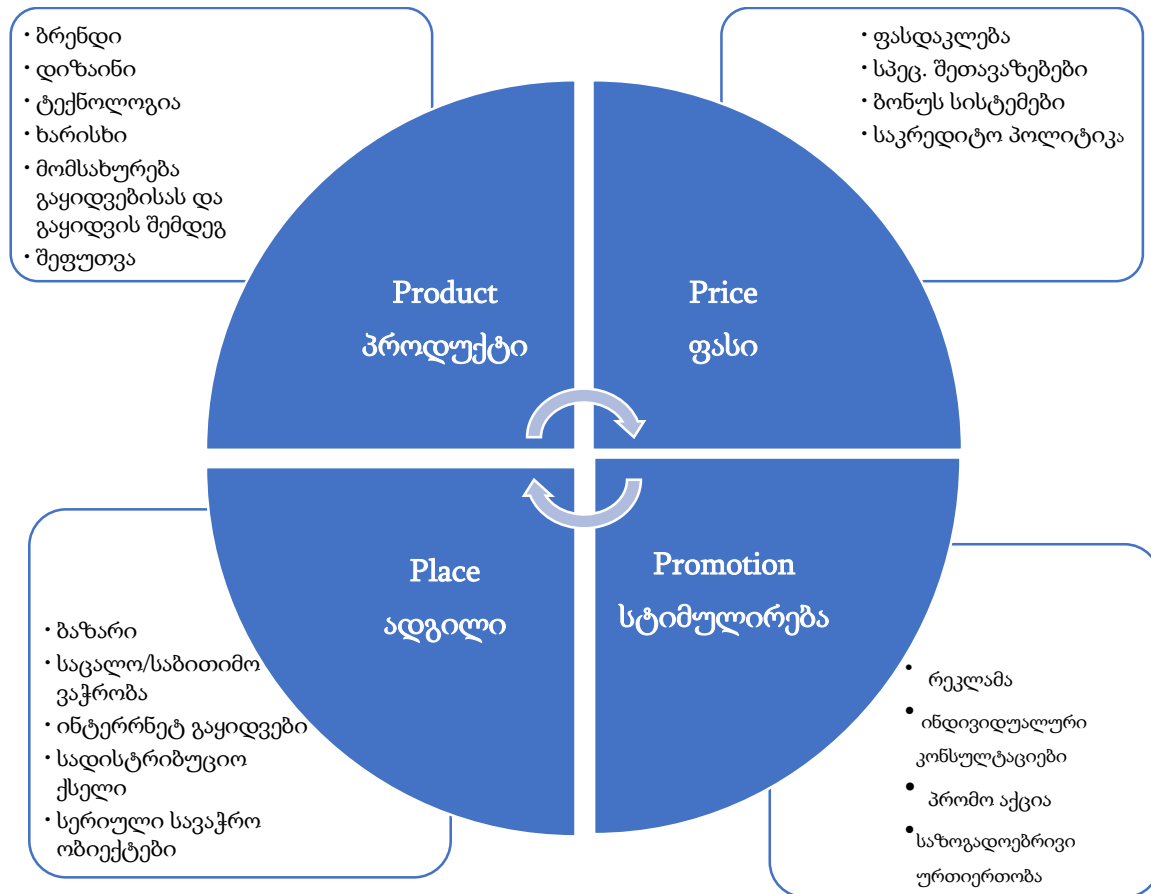 · ბრენდი
· დიზაინი
· ტექნოლოგია
· ხარისხი
· მომსახურება
გაყიდვებისას და
გაყიდვის შემდეგ
· შეფუთვა
· ფასდაკლება
· სპეც. შეთავაზებები
· ბონუს სისტემები
· საკრედიტო პოლიტიკა
Product
პროდუქტი
Price
ფასი
Place
ადგილი
Promotion
სტიმულირება
· ბაზარი
· საცალო/საბითიმო
ვაჭრობა
· ინტერრნეტ გაყიდვები
· სადისტრიბუციო
ქსელი
· სერიული სავაჭრო
ობიექტები
• რეკლამა
• ინდივიდუალური
კონსულტაციები
• პრომო აქცია
• საზოგადოებრივი
ურთიერთობა